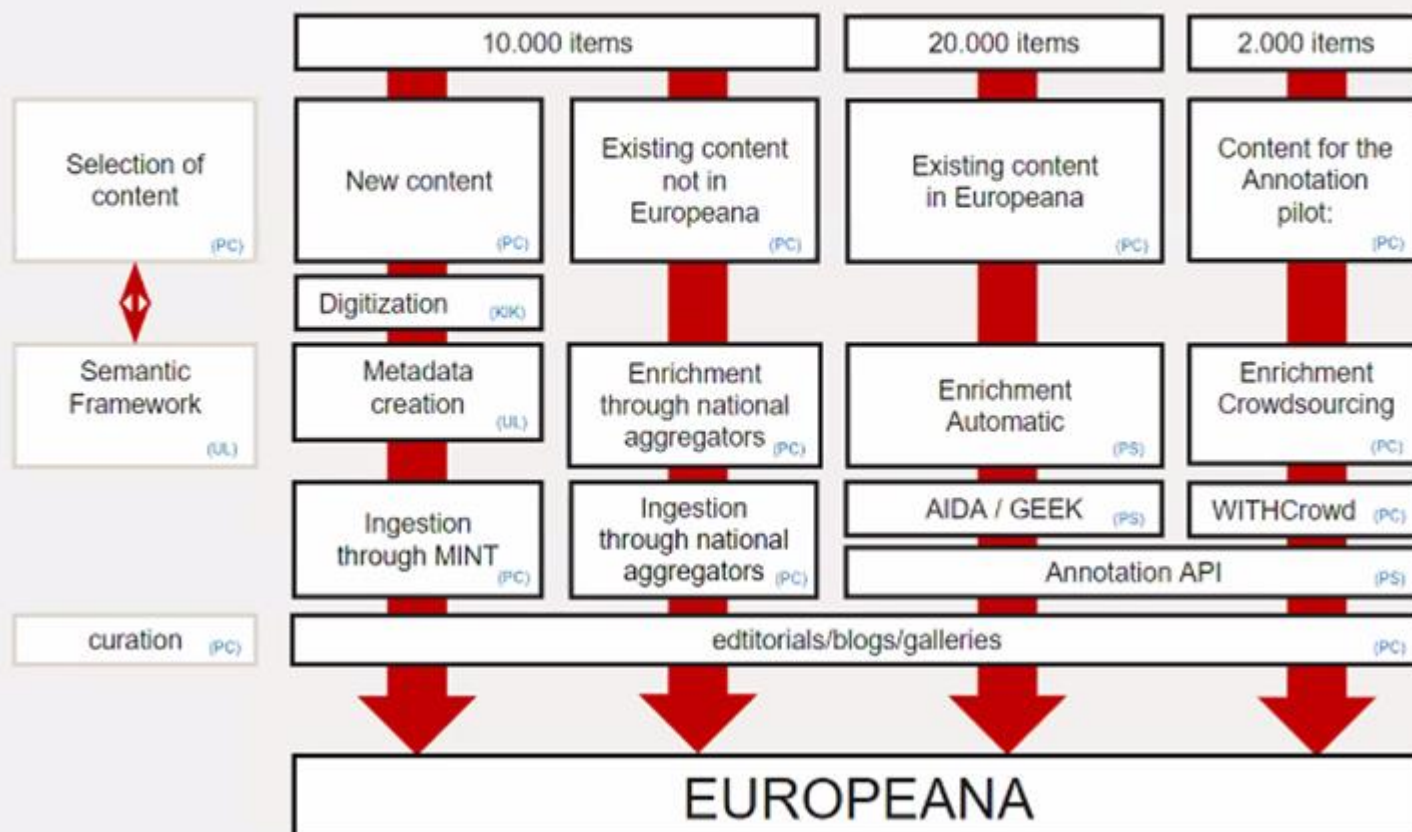 10.000 items
20.000 items
2.000 items
Selection of
content
(PC)
New content
(PC)
Existing content
not in
Europeana
(PC)
Existing content
in Europeana
(PC)
Content for the
Annotation
pilot:
(PC)
Digitization (KIK)
Semantic
Framework
(UL)
Metadata
creation
(UL)
Enrichment
through national
aggregators (PC)
Enrichment
Automatic
(PS)
Enrichment
Crowdsourcing
(PC)
Ingestion
through MINT
(PC)
Ingestion
through national
aggregators (PC)
AIDA / GEEK (PS)
WITHCrowd (PC)
Annotation API (PS)
curation (PC)
edtitorials/blogs/galleries (PC)
EUROPEANA